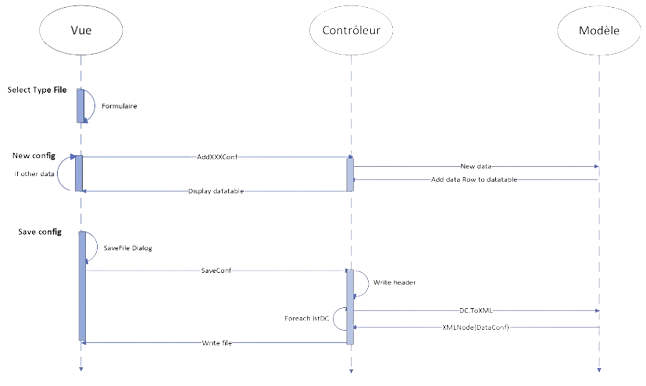 Vue
Contrôleur
Modèle
Select Type File
Formulaire
New config
If other data
AddXXXConf
New data
Add data Row to datatable
Display datatable
Save config
SaveFile Dialog
SaveConf
Write header
Foreach lstDC
DC.ToXML
XMLNode(DataConf)
Write file